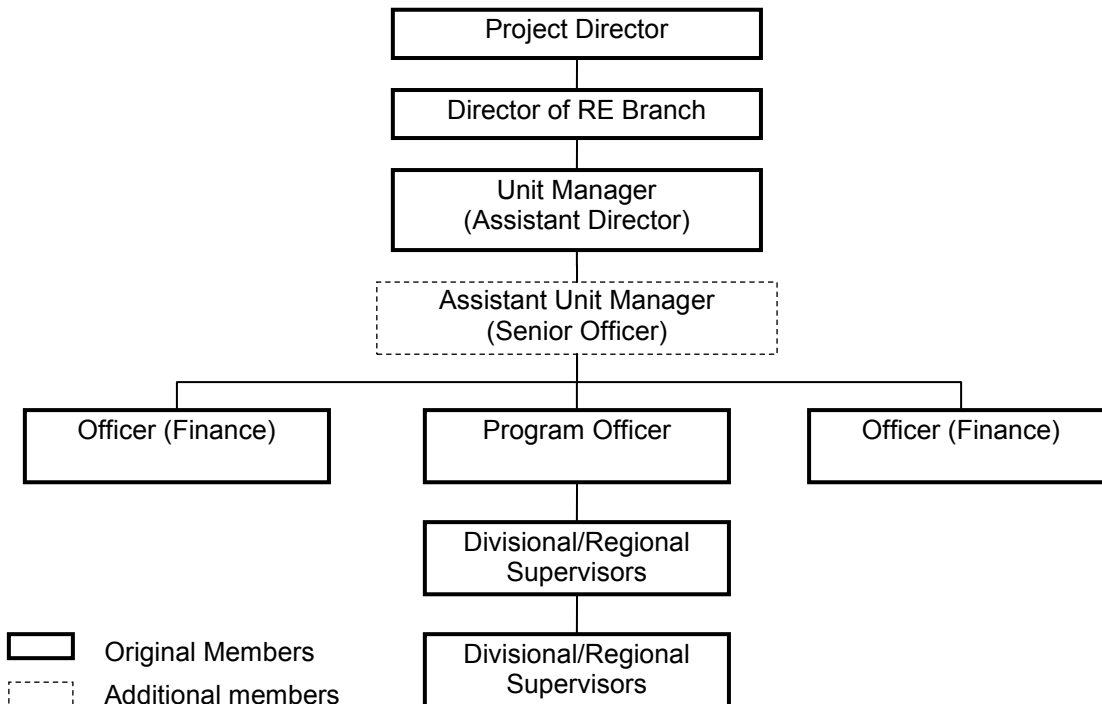 Project Director
Director of RE Branch
Unit Manager
(Assistant Director)
Assistant Unit Manager
(Senior Officer)
Officer (Finance)
Program Officer
Officer (Finance)
Divisional/Regional
Supervisors
Divisional/Regional
Supervisors
Original Members
Additional members